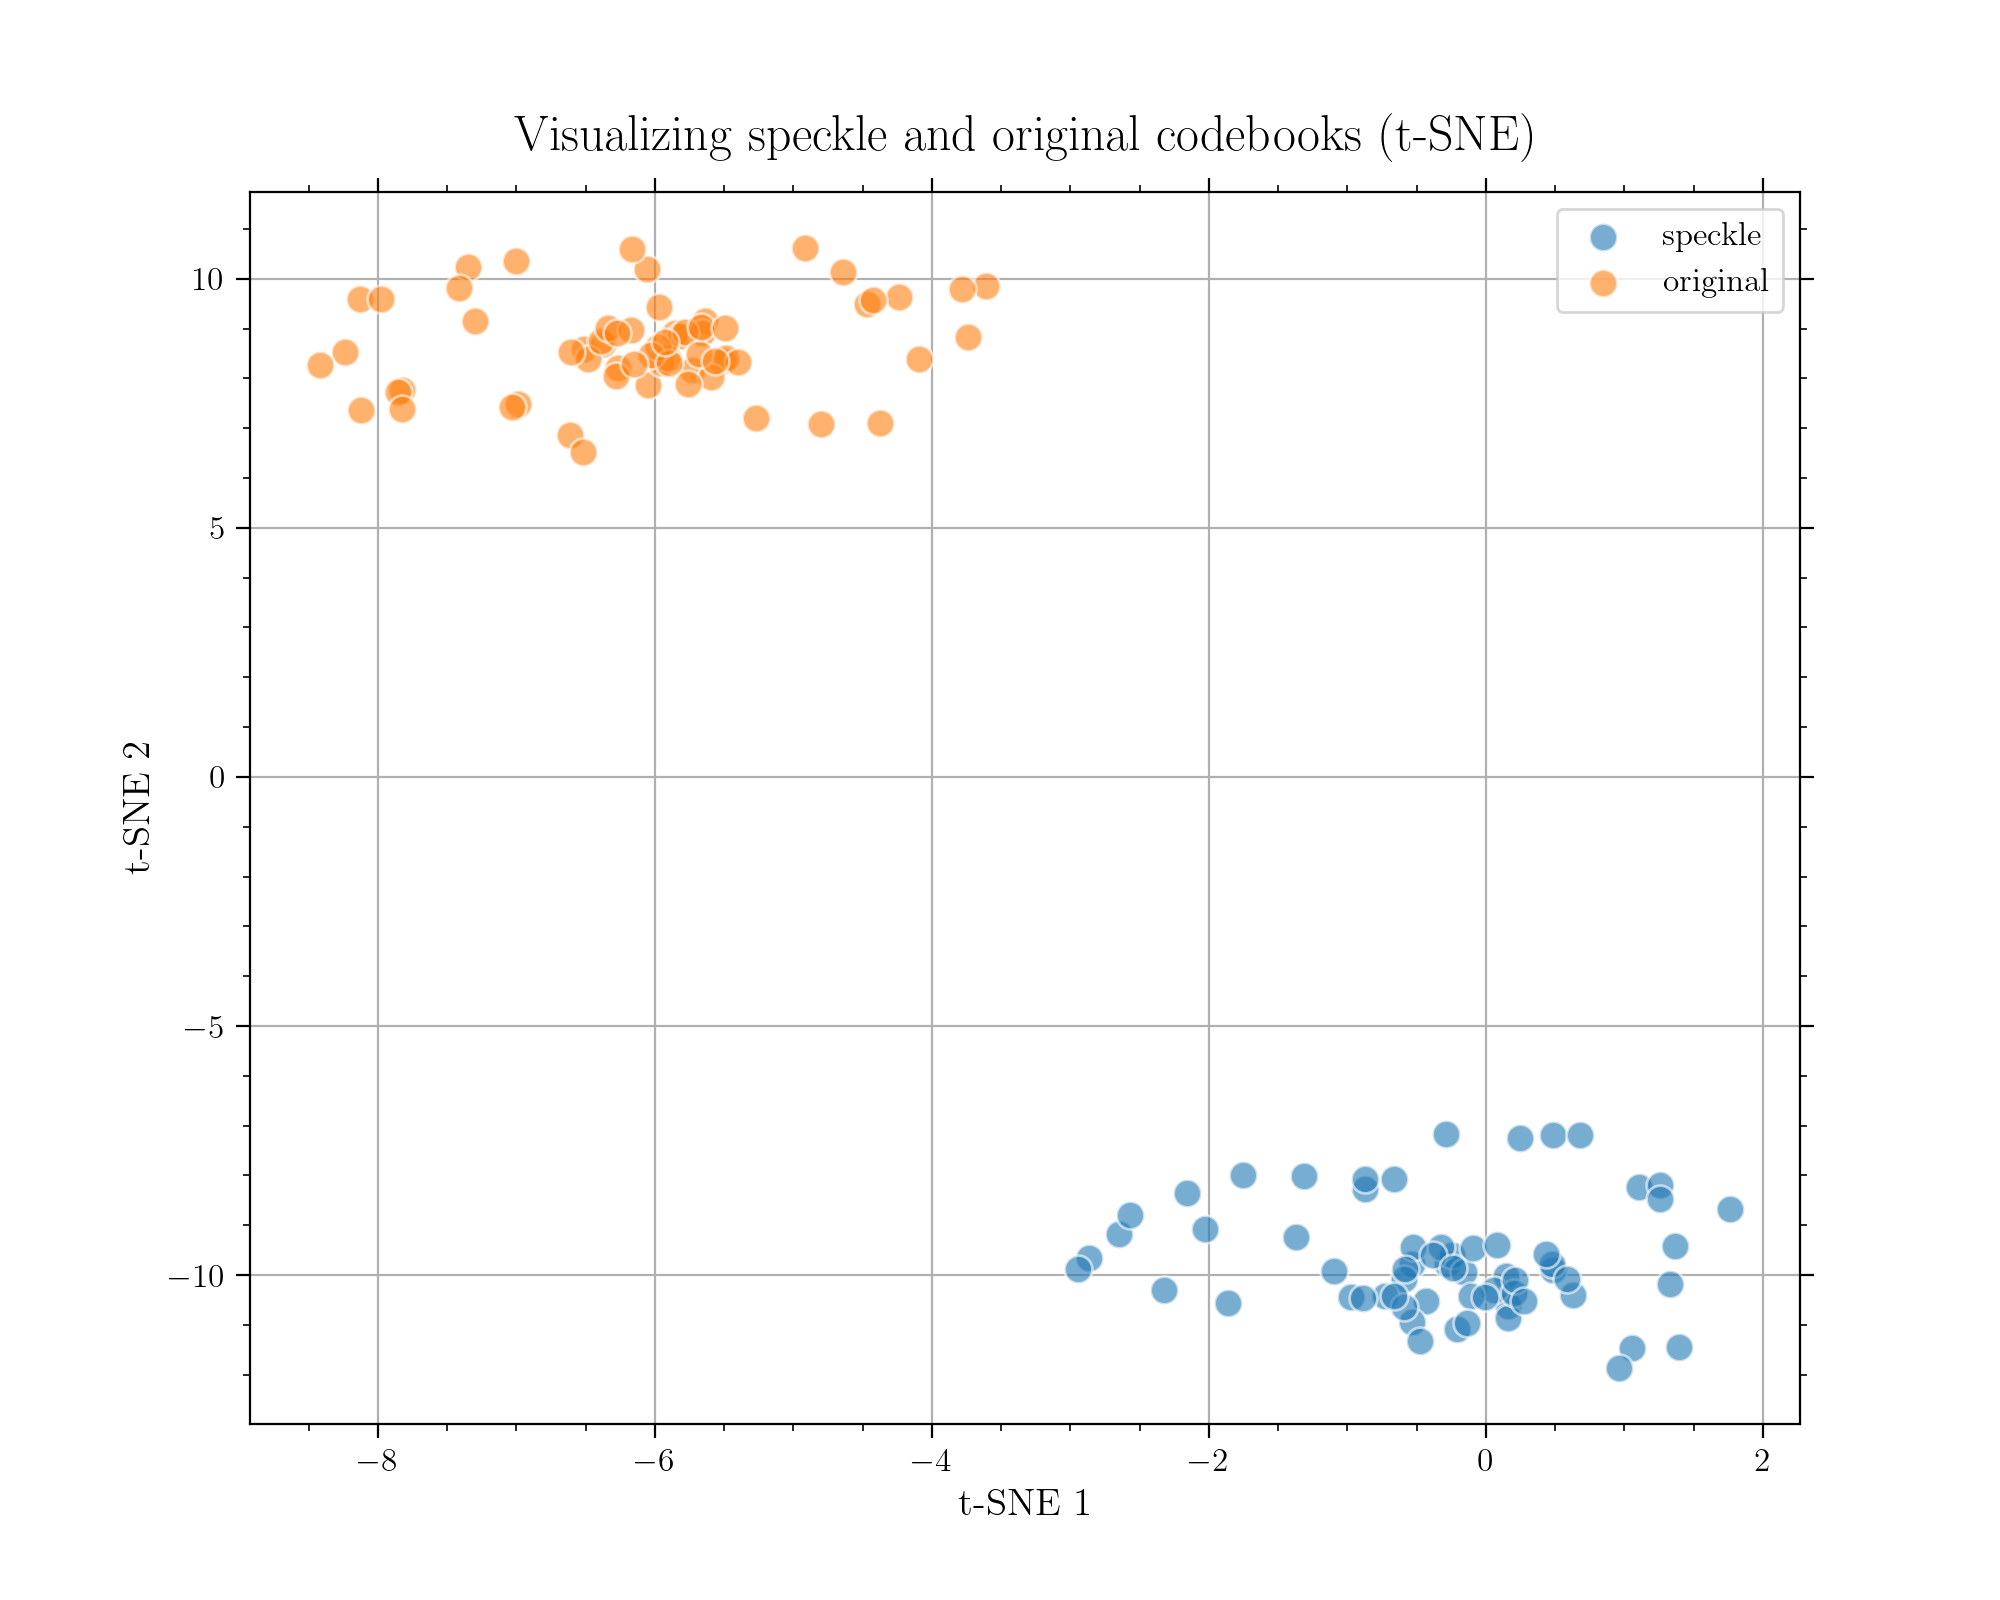 Visualizing speckle and original codebooks (t-SNE)
speckle
original
10
5
0
−5
−10
t-SNE 2
−8
−6
−4
−2
0
2
t-SNE 1